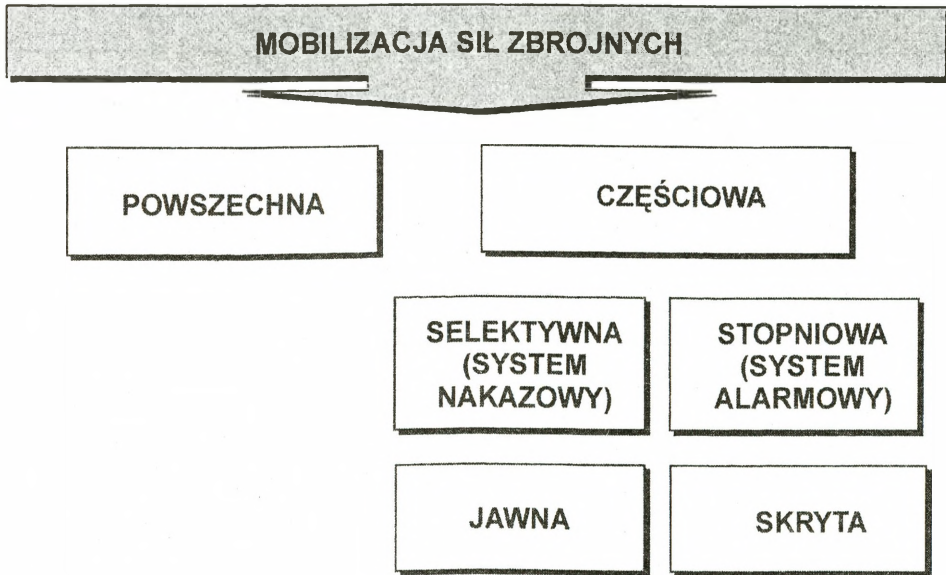 MOBILIZACJA SIŁ ZBROJNYCH
POWSZECHNA
CZĘŚCIOWA
SELEKTYWNA
(SYSTEM
NAKAZOWY)
STOPNIOWA
(SYSTEM
ALARMOWY)
JAWNA
SKRYTA